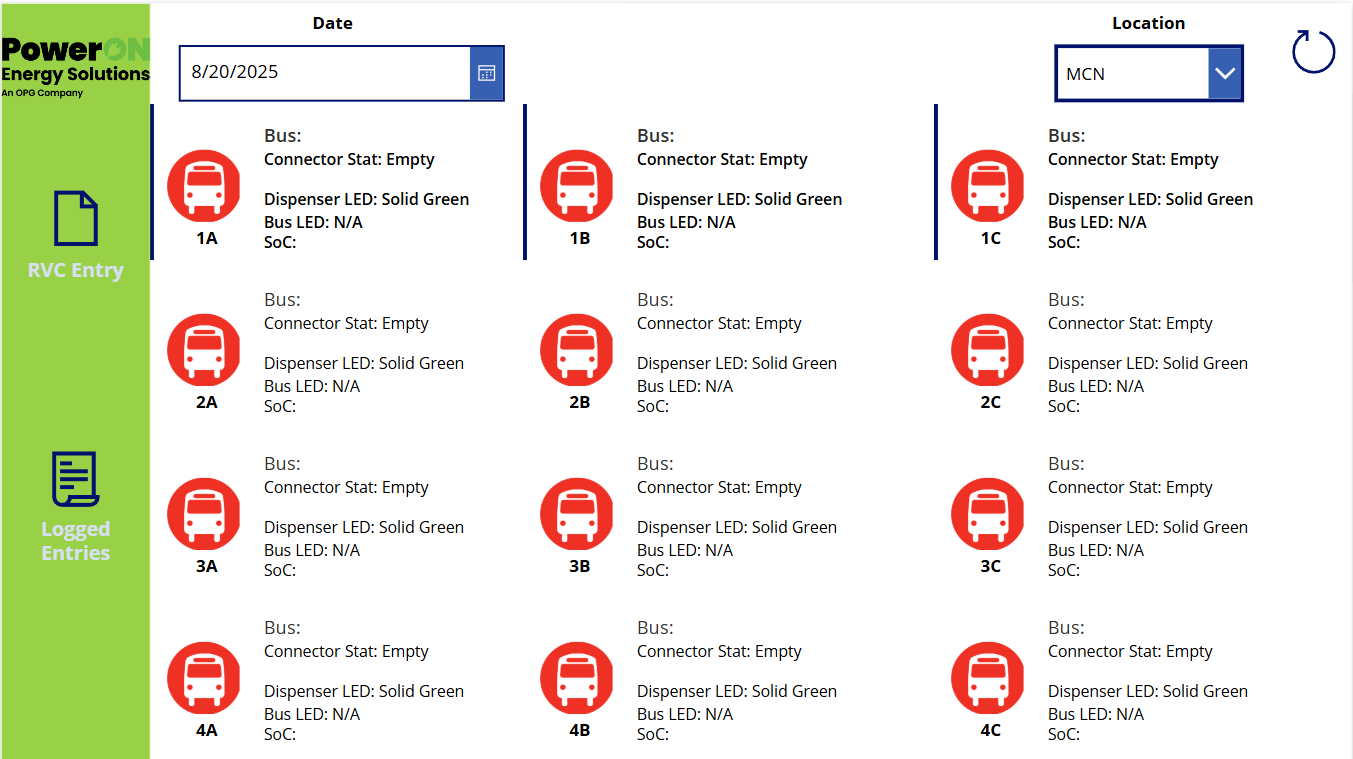 PowerON
Energy Solutions
An OPG Company
RVC Entry
Logged
Entries
Date
8/20/2025
Location
MCN
Bus:
Connector Stat: Empty
Dispenser LED: Solid Green
Bus LED: N/A
SoC:
1A
Bus:
Connector Stat: Empty
Dispenser LED: Solid Green
Bus LED: N/A
SoC:
1B
Bus:
Connector Stat: Empty
Dispenser LED: Solid Green
Bus LED: N/A
SoC:
1C
Bus:
Connector Stat: Empty
Dispenser LED: Solid Green
Bus LED: N/A
SoC:
2A
Bus:
Connector Stat: Empty
Dispenser LED: Solid Green
Bus LED: N/A
SoC:
2B
Bus:
Connector Stat: Empty
Dispenser LED: Solid Green
Bus LED: N/A
SoC:
2C
Bus:
Connector Stat: Empty
Dispenser LED: Solid Green
Bus LED: N/A
SoC:
3A
Bus:
Connector Stat: Empty
Dispenser LED: Solid Green
Bus LED: N/A
SoC:
3B
Bus:
Connector Stat: Empty
Dispenser LED: Solid Green
Bus LED: N/A
SoC:
3C
Bus:
Connector Stat: Empty
Dispenser LED: Solid Green
Bus LED: N/A
SoC:
4A
Bus:
Connector Stat: Empty
Dispenser LED: Solid Green
Bus LED: N/A
SoC:
4B
Bus:
Connector Stat: Empty
Dispenser LED: Solid Green
Bus LED: N/A
SoC:
4C